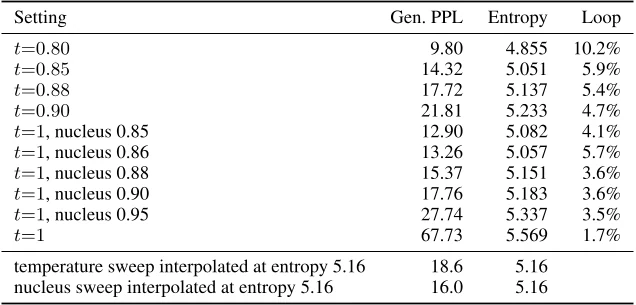 Setting Gen. PPL Entropy Loop
t=0.80 9.80 4.855 10.2%
t=0.85 14.32 5.051 5.9%
t=0.88 17.72 5.137 5.4%
t=0.90 21.81 5.233 4.7%
t=1, nucleus 0.85 12.90 5.082 4.1%
t=1, nucleus 0.86 13.26 5.057 5.7%
t=1, nucleus 0.88 15.37 5.151 3.6%
t=1, nucleus 0.90 17.76 5.183 3.6%
t=1, nucleus 0.95 27.74 5.337 3.5%
t=1 67.73 5.569 1.7%
temperature sweep interpolated at entropy 5.16 18.6 5.16
nucleus sweep interpolated at entropy 5.16 16.0 5.16